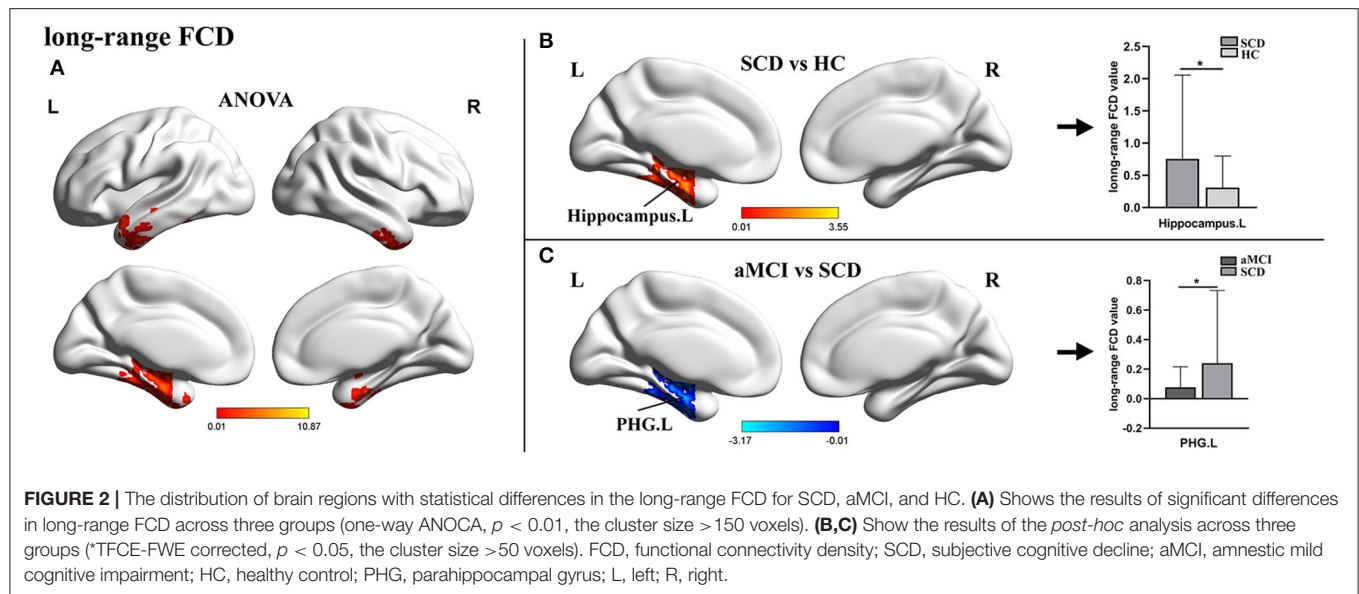 long-range FCD
A
ANOVA
L
R
0.01
10.87
B
SCD vs HC
L
R
Hippocampus.L
0.01
3.55
SCD
HC
*
lonng-range FCD value
2.5
2.0
1.5
1.0
0.5
0.0
Hippocampus.L
C
aMCI vs SCD
L
R
PHG.L
-3.17
-0.01
aMCI
SCD
*
long-range FCD value
0.8
0.6
0.4
0.2
0.0
-0.2
PHG.L
FIGURE 2 | The distribution of brain regions with statistical differences in the long-range FCD for SCD, aMCI, and HC. (A) Shows the results of significant differences
in long-range FCD across three groups (one-way ANOCA, p < 0.01, the cluster size >150 voxels). (B,C) Show the results of the post-hoc analysis across three
groups (*TFCE-FWE corrected, p < 0.05, the cluster size >50 voxels). FCD, functional connectivity density; SCD, subjective cognitive decline; aMCI, amnestic mild
cognitive impairment; HC, healthy control; PHG, parahippocampal gyrus; L, left; R, right.